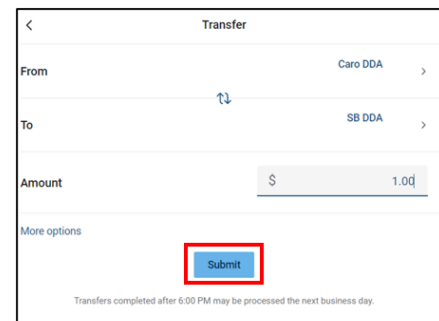 Transfer
From Caro DDA
To SB DDA
Amount $ 1.00
More options
Submit
Transfers completed after 6:00 PM may be processed the next business day.